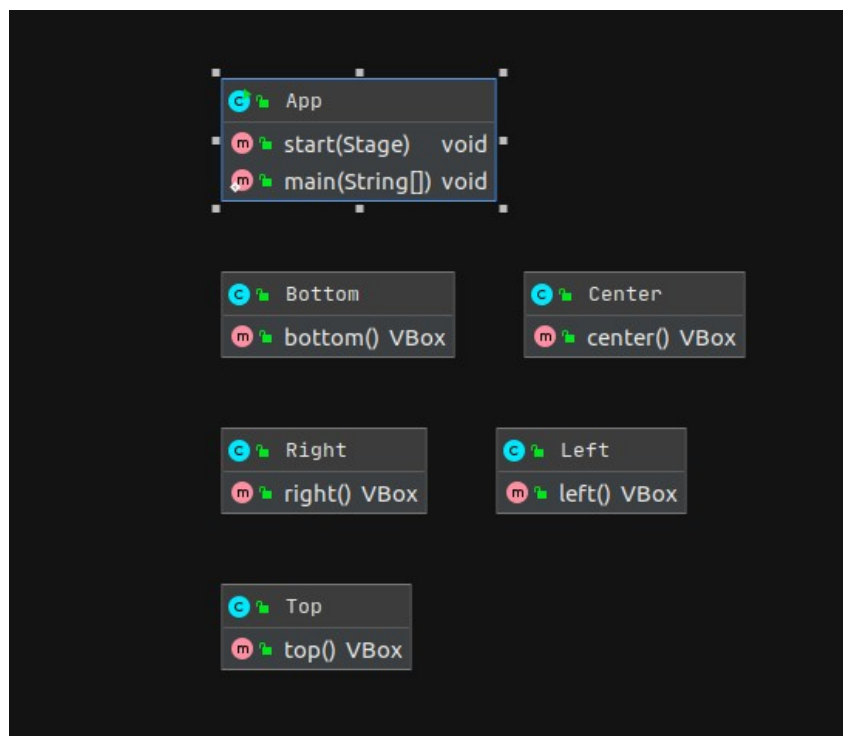 App
start(Stage) void
main(String[]) void
Bottom
bottom() VBox
Center
center() VBox
Right
right() VBox
Left
left() VBox
Top
top() VBox